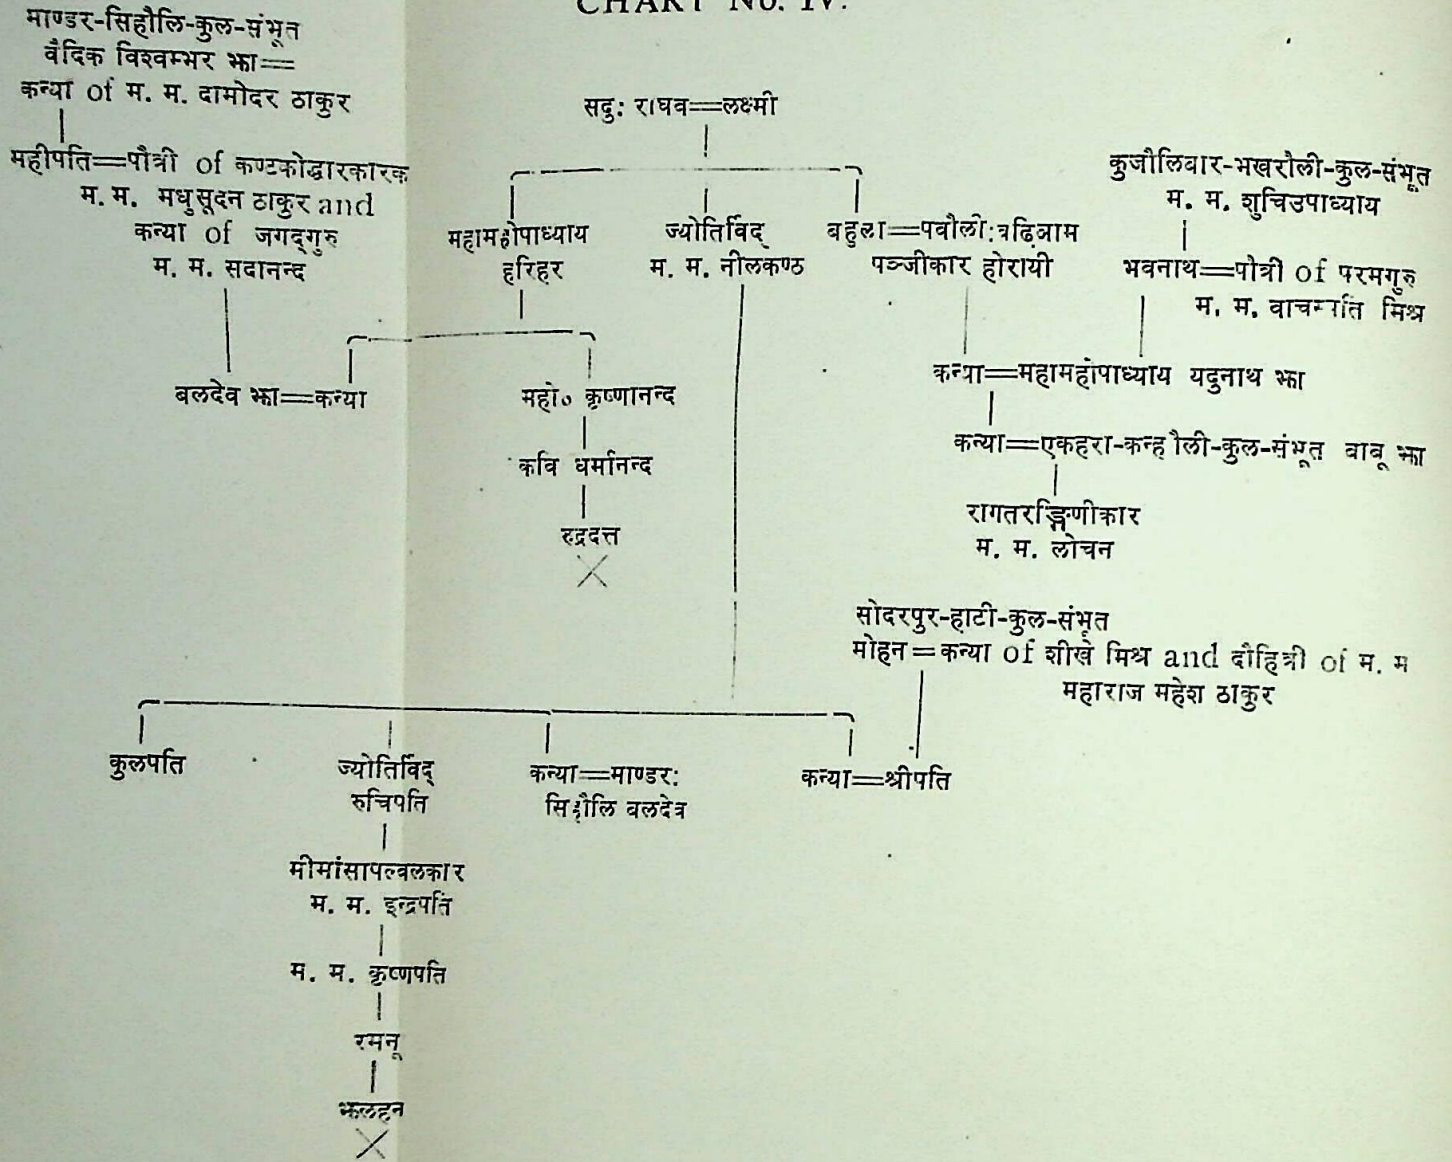 CHART No. IV.
माण्डर-सिहौलि-कुल-संभूत
वैदिक विश्वम्भर झा==
कन्या of म. म. दामोदर ठाकुर
महीपति==पौत्री of कण्टकोद्धारकारक
म. म. मधुसूदन ठाकुर and
कन्या of जगद्गुरु
म. म. सदानन्द
सदुः राघव==लक्ष्मी
कुजौलिवार-भखरौली-कुल-संभूत
म. म. शुचिउपाध्याय
महामहोपाध्याय
हरिहर
ज्योतिर्विद्
म. म. नीलकण्ठ
बहुला==पबौली:त्रढिञाम
पञ्जीकार होरायी
भवनाथ==पौत्री of परमगुरु
म. म. वाचस्पति मिश्र
बलदेव झा==कन्या
महो० कृष्णानन्द
कवि धर्मानन्द
रुद्रदत्त
कन्या==महामहोपाध्याय यदुनाथ झा
कन्या==एकहरा-कन्हौली-कुल-संभूत बाबू झा
रागतरङ्गिणीकार
म. म. लोचन
सोदरपुर-हाटी-कुल-संभूत
मोहन=कन्या of शीखे मिश्र and दौहित्री of म. म
महाराज महेश ठाकुर
कुलपति
ज्योतिर्विद्
रुचिपति
कन्या==माण्डर:
सिहौलि बलदेव
कन्या==श्रीपति
मीमांसापल्वलकार
म. म. इन्द्रपति
म. म. कृष्णपति
रमनू
झलहन